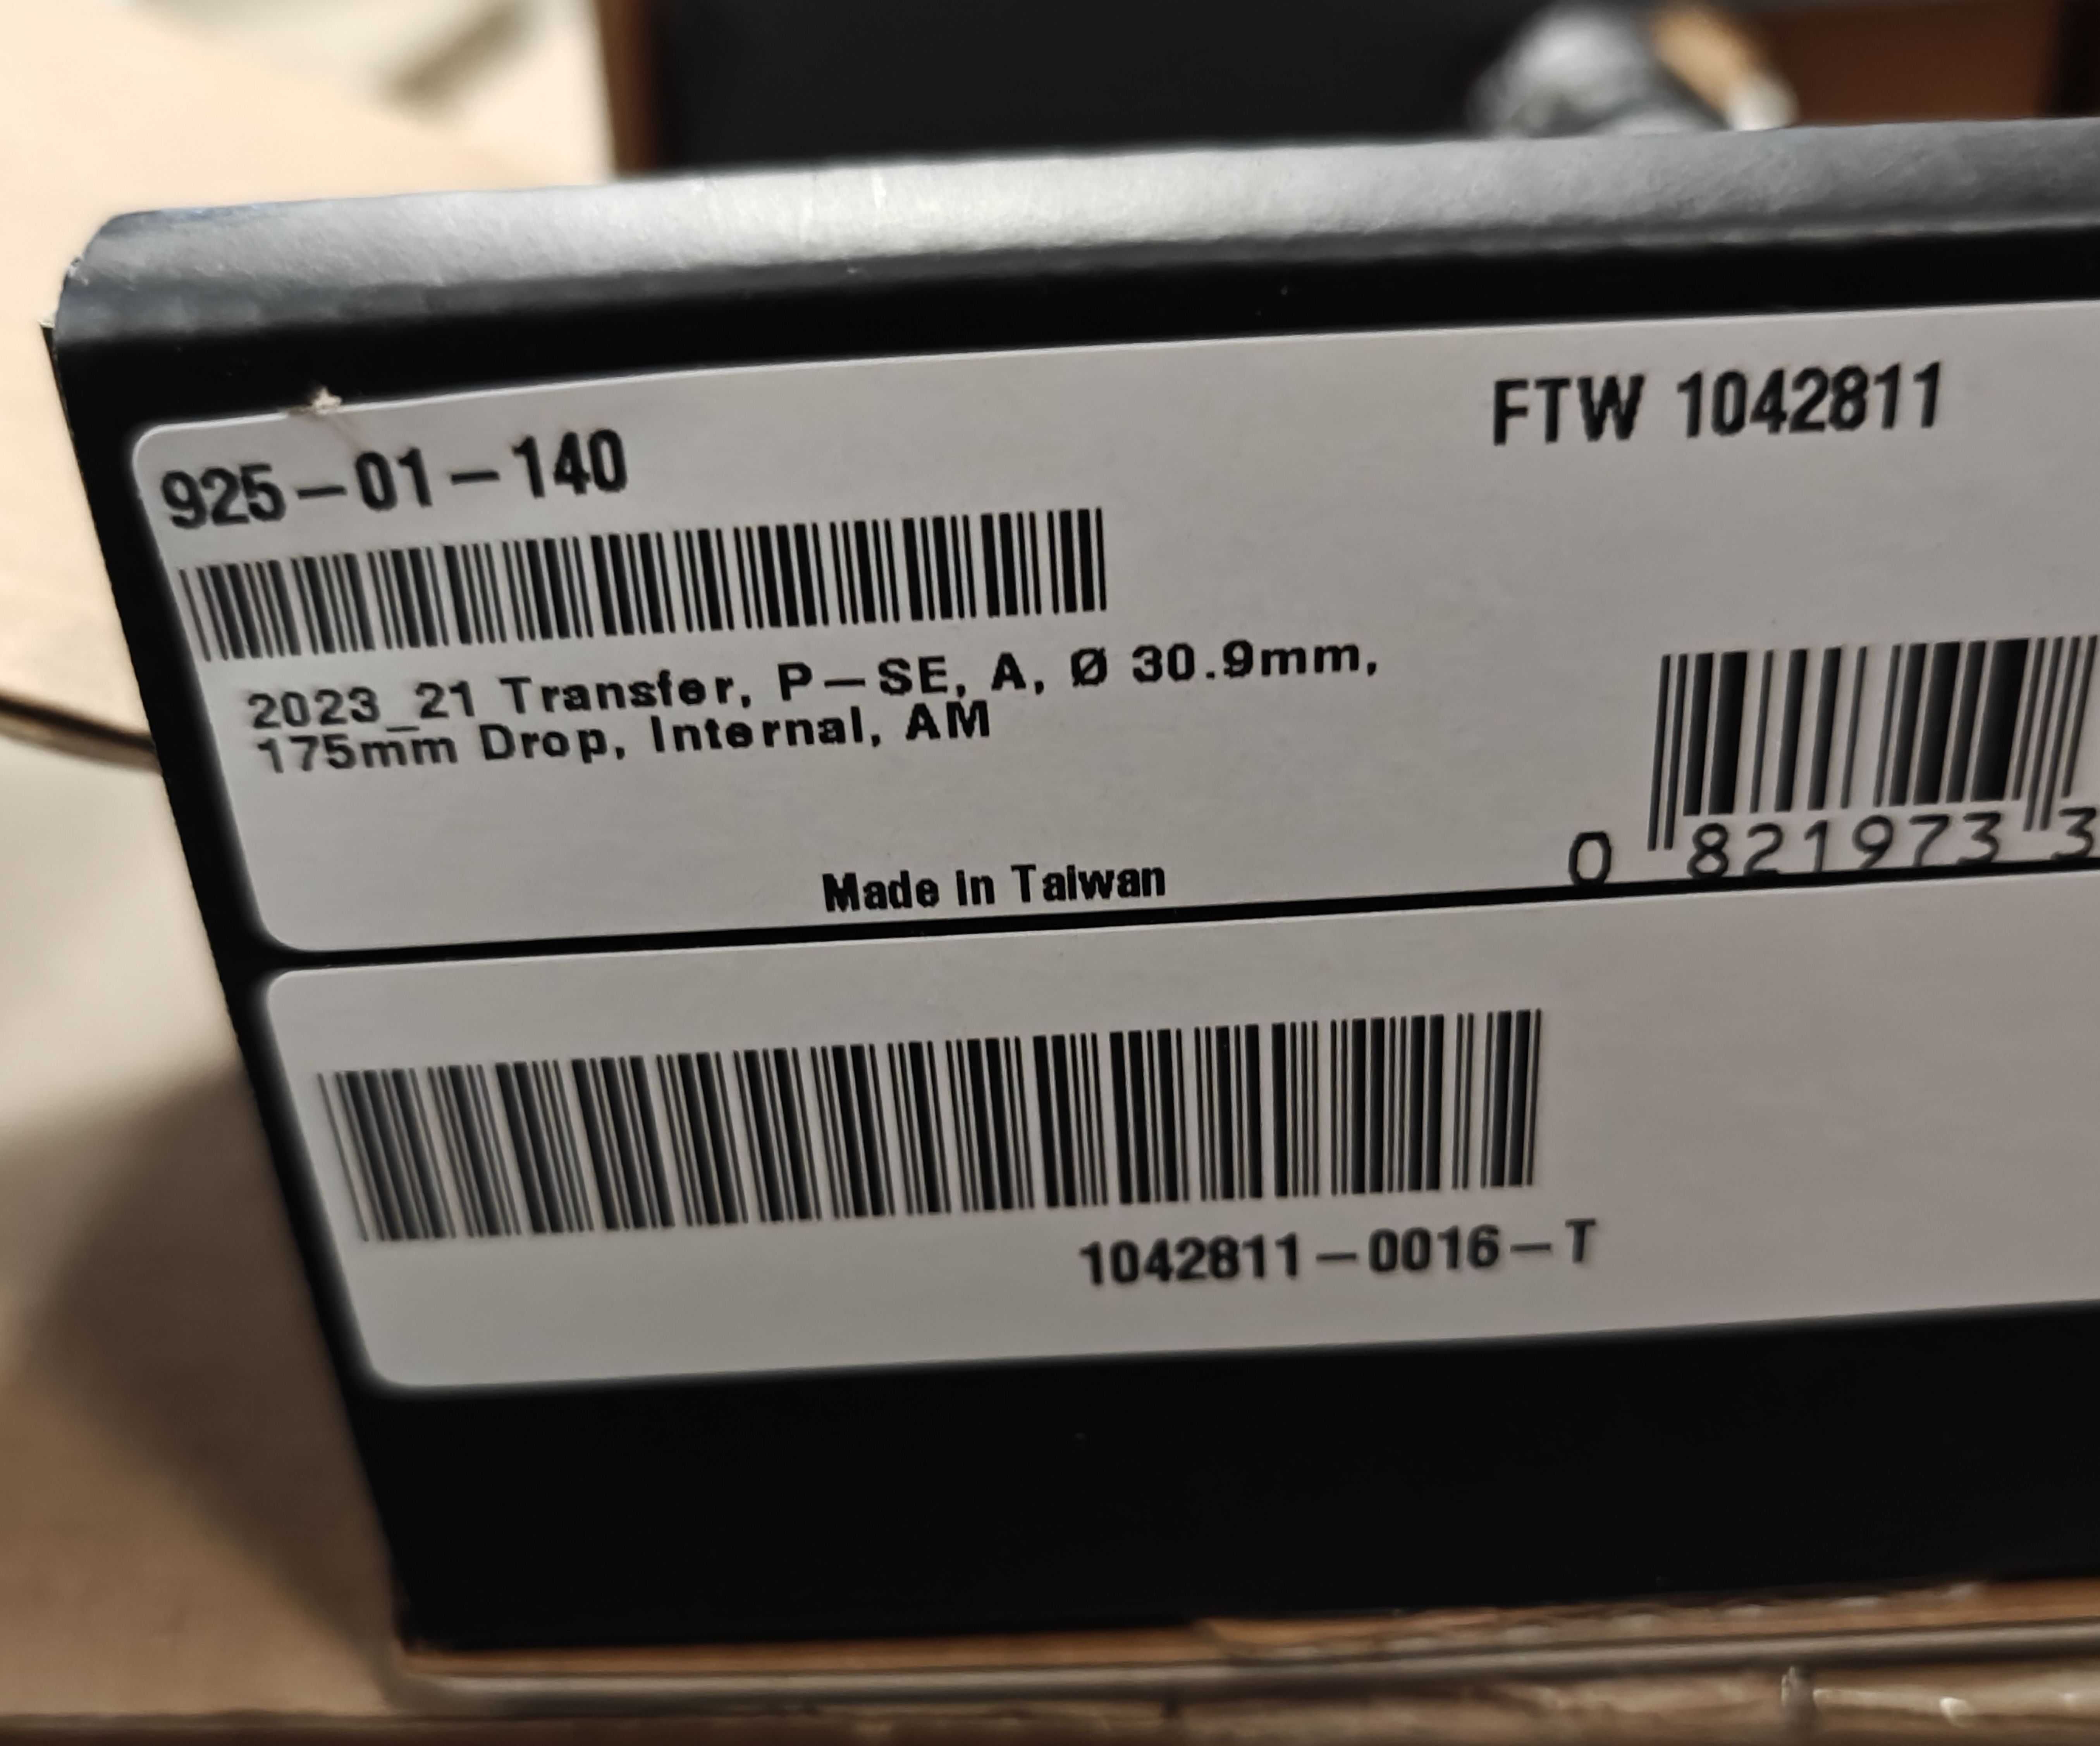 925-01-140
FTW 1042811
2023_21 Transfer, P-SE, A, Ø 30.9mm,
175mm Drop, Internal, AM
0 821973 3
Made in Taiwan
1042811-0016-T